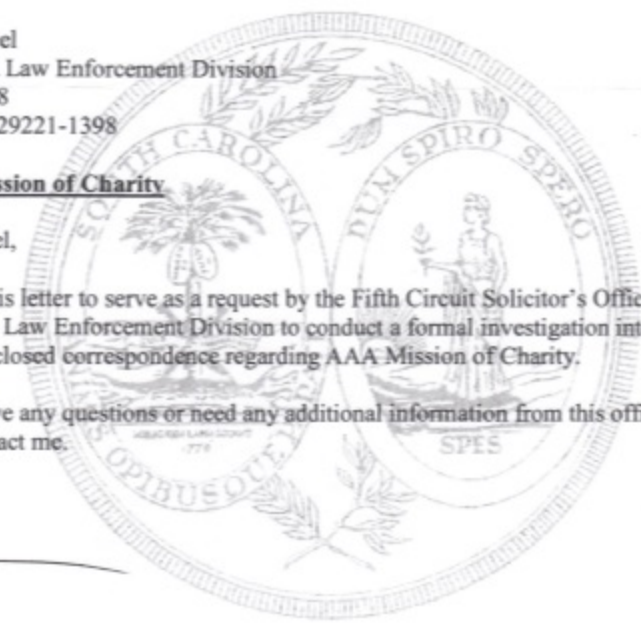 el
Law Enforcement Division
8
29221-1398
ssion of Charity
el,
is letter to serve as a request by the Fifth Circuit Solicitor's Offic
Law Enforcement Division to conduct a formal investigation int
closed correspondence regarding AAA Mission of Charity.
ve any questions or need any additional information from this offi
act me.
SOUTH CAROLINA
DUM SPIRO SPERO
OPIBUSQUE
SPES